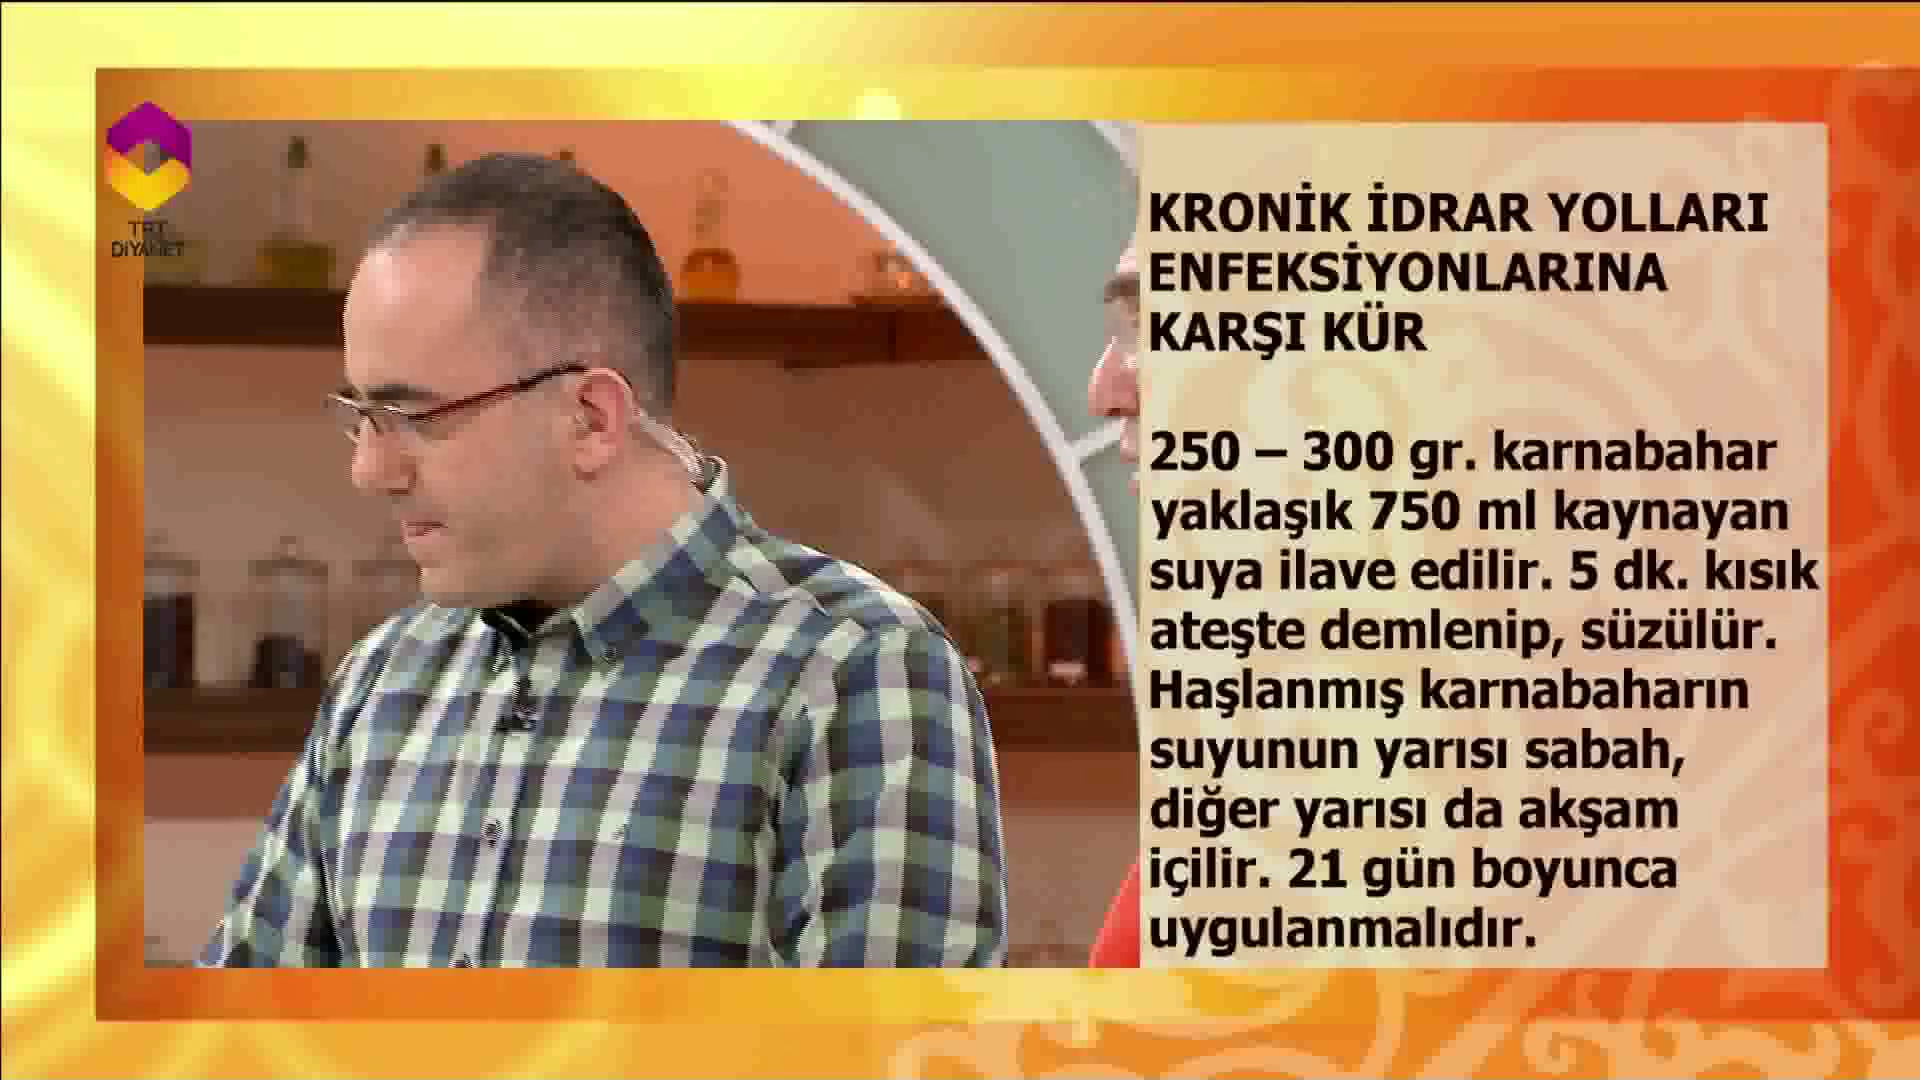 TRT
DİYANET
KRONİK İDRAR YOLLARI
ENFEKSİYONLARINA
KARŞI KÜR
250 – 300 gr. karnabahar
yaklaşık 750 ml kaynayan
suya ilave edilir. 5 dk. kısık
ateşte demlenip, süzülür.
Haşlanmış karnabaharın
suyunun yarısı sabah,
diğer yarısı da akşam
içilir. 21 gün boyunca
uygulanmalıdır.